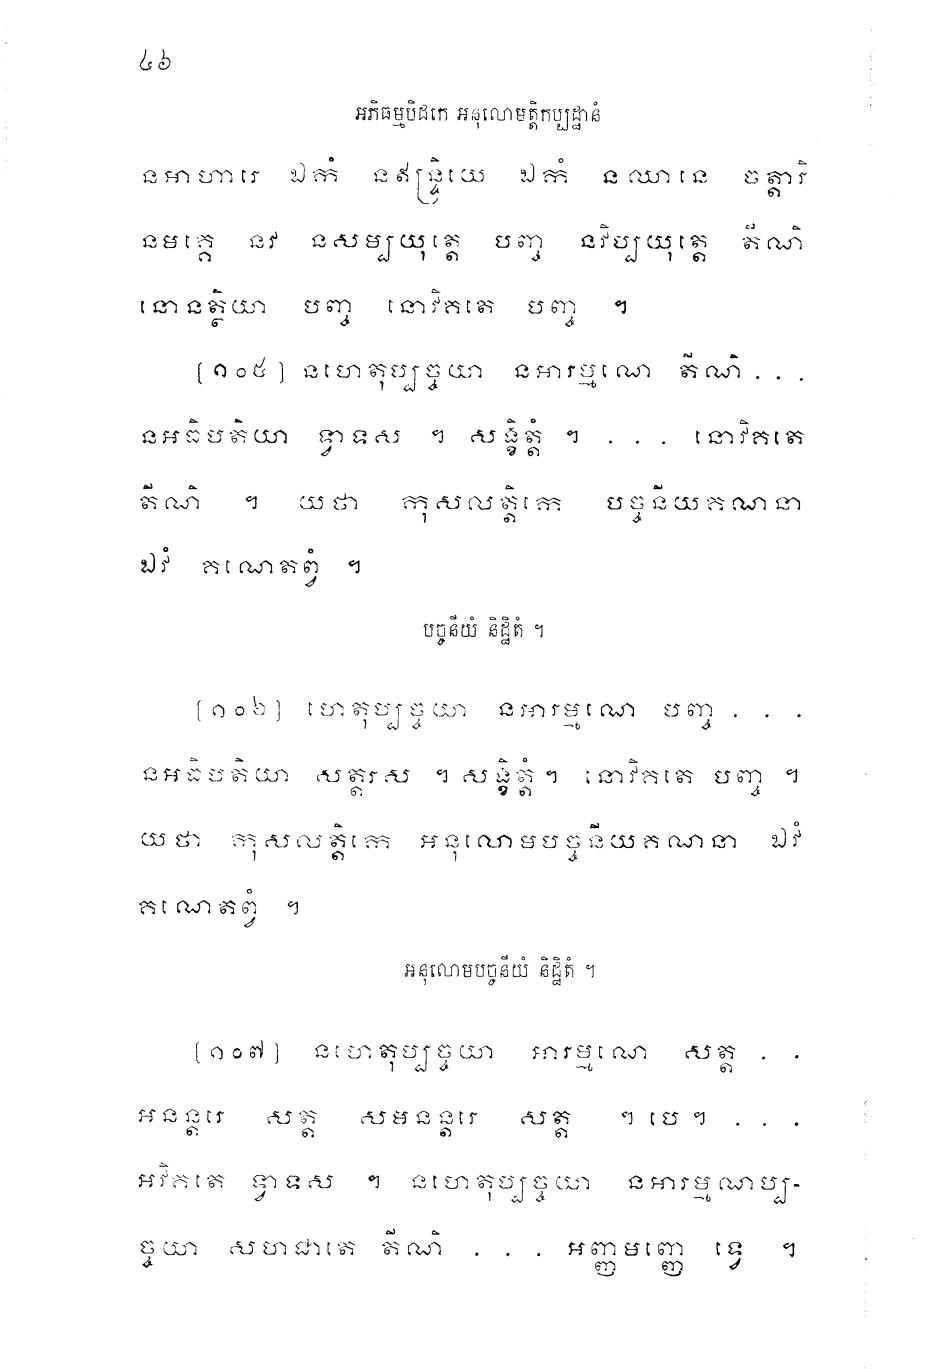 ៤៦
អភិធម្មបិដកេ អនុលោមត្តិកប្បដ្ឋានំ
នអាហារេ ឯកំ នឥន្ទ្រិយេ ឯកំ នឈានេ ចត្តារិ
នមគ្គេ នវ នសម្បយុត្តេ បញ្ច នវិប្បយុត្តេ តីណិ
នោនត្ថិយា បញ្ច នោវិគតេ បញ្ច ។
[១០៥] នហេតុប្បច្ចយា នអារម្មណេ តីណិ . . .
នអធិបតិយា ទ្វាទស ។ សង្ខិត្តំ ។ . . . នោវិគតេ
តីណិ ។ យថា កុសលត្តិកេ បច្ចនីយគណនា
ឯវំ គណេតព្វំ ។
បច្ចនីយំ និដ្ឋិតំ ។
[១០៦] ហេតុប្បច្ចយា នអារម្មណេ បញ្ច . . .
នអធិបតិយា សត្តរស ។ សង្ខិត្តំ ។ នោវិគតេ បញ្ច ។
យថា កុសលត្តិកេ អនុលោមបច្ចនីយគណនា ឯវំ
គណេតព្វំ ។
អនុលោមបច្ចនីយំ និដ្ឋិតំ ។
[១០៧] នហេតុប្បច្ចយា អារម្មណេ សត្ត . .
អនន្តរេ សត្ត សមនន្តរេ សត្ត ។ បេ ។ . . .
អវិគតេ ទ្វាទស ។ នហេតុប្បច្ចយា នអារម្មណប្ប-
ច្ចយា សហជាតេ តីណិ . . . អញ្ញមញ្ញេ ទ្វេ ។